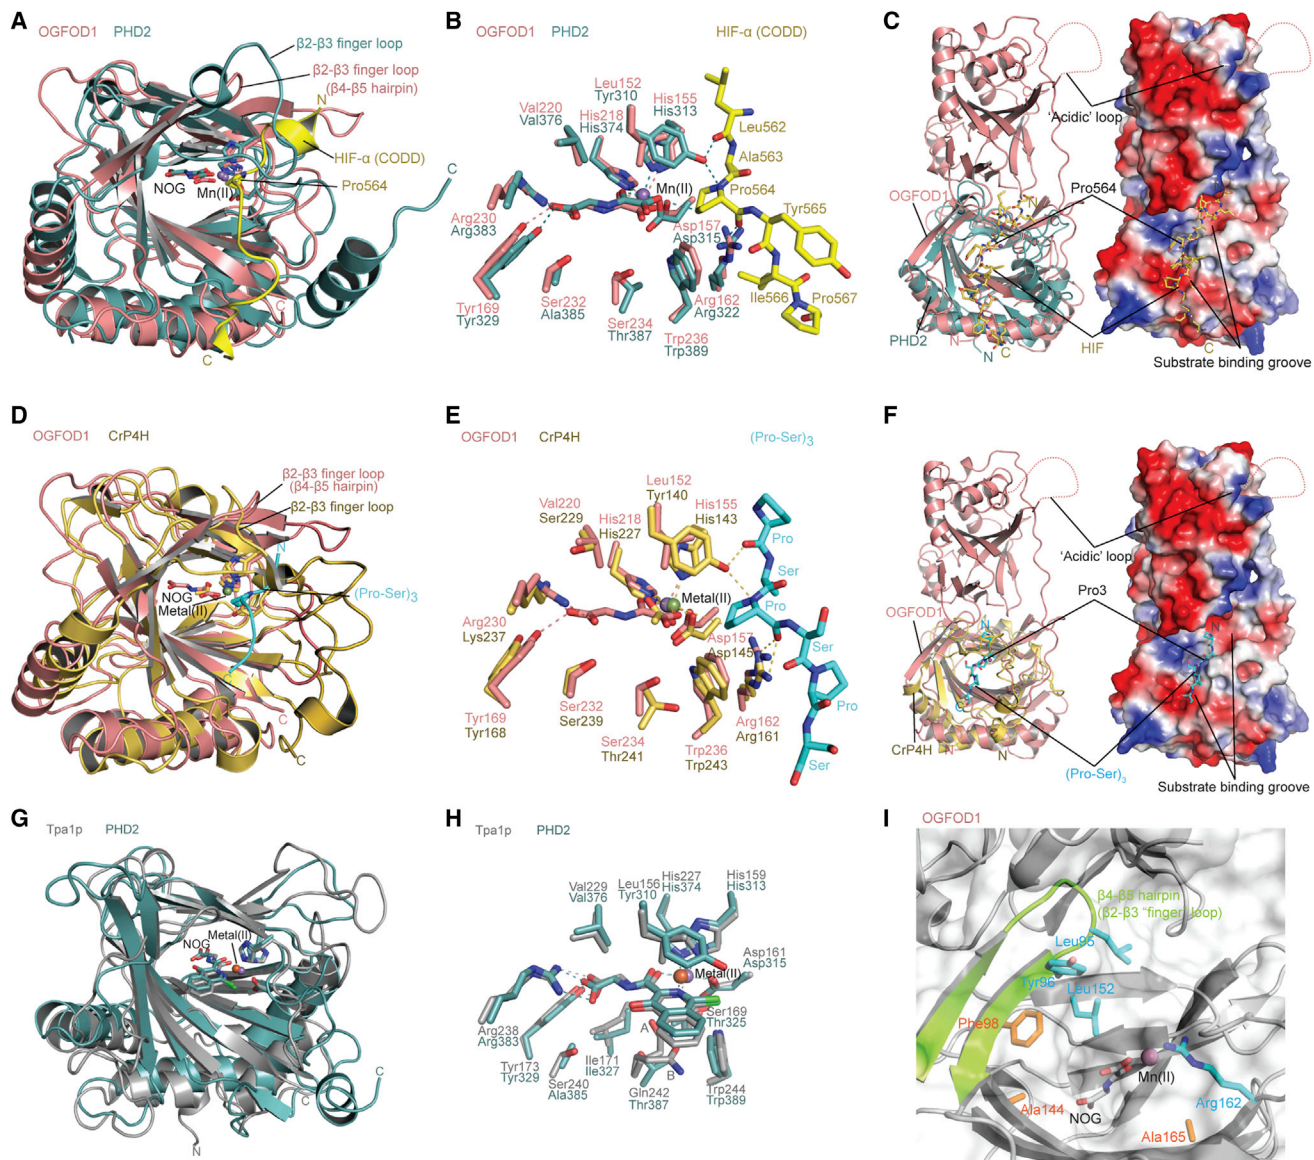 A
OGFOD1 PHD2
β2-β3 finger loop
β2-β3 finger loop
(β4-β5 hairpin)
N
HIF-α (CODD)
NOG
Mn(II)
Pro564
C
C
C
B
OGFOD1 PHD2 HIF-α (CODD)
Leu152
Tyr310
Val220
Val376
His218
His374
His155
His313
Leu562
Ala563
Mn(II)
Pro564
Arg230
Arg383
Asp157
Asp315
Tyr565
Tyr169
Tyr329
Ser232
Ala385
Ser234
Thr387
Arg162
Arg322
Ile566
Pro567
Trp236
Trp389
C
'Acidic' loop
OGFOD1
Pro564
N
PHD2
N
N
C
HIF
C
Substrate binding groove
D
OGFOD1 CrP4H
β2-β3 finger loop
(β4-β5 hairpin)
β2-β3 finger loop
N
NOG
Metal(II)
(Pro-Ser)3
C
C
C
E
OGFOD1 CrP4H (Pro-Ser)3
Leu152
Tyr140
Val220
Ser229
His218
His227
His155
His143
Pro
Ser
Metal(II)
Pro
Arg230
Lys237
Asp157
Asp145
Ser
Tyr169
Tyr168
Ser232
Ser239
Ser234
Thr241
Arg162
Arg161
Pro
Trp236
Trp243
Ser
F
'Acidic' loop
Pro3
OGFOD1
N
N
C
CrP4H
N
N
(Pro-Ser)3
Substrate binding groove
G
Tpa1p PHD2
Metal(II)
NOG
C
C
N
H
Tpa1p PHD2
Val229
Val376
Leu156
Tyr310
His227
His374
His159
His313
Asp161
Asp315
Metal(II)
Arg238
Arg383
Ser169
Thr325
A
Tyr173
Tyr329
Ile171
Ile327
Ser240
Ala385
B
Gln242
Thr387
Trp244
Trp389
I
OGFOD1
β4-β5 hairpin
(β2-β3 "finger" loop)
Leu95
Tyr96
Leu152
Phe98
Mn(II)
Ala144
NOG
Arg162
Ala165